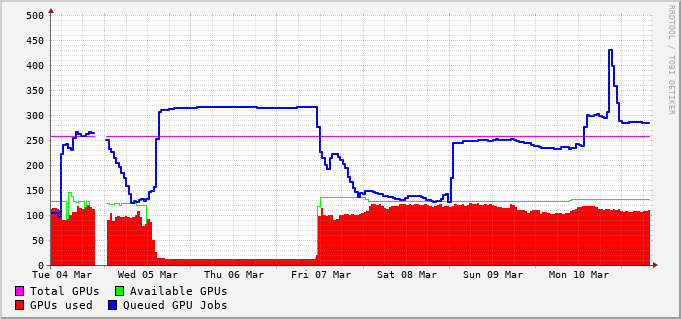 500
450
400
350
300
250
200
150
100
50
0
Tue 04 Mar Wed 05 Mar Thu 06 Mar Fri 07 Mar Sat 08 Mar Sun 09 Mar Mon 10 Mar
Total GPUs Available GPUs
GPUs used Queued GPU Jobs
RRDTOOL / TOBI OETIKER